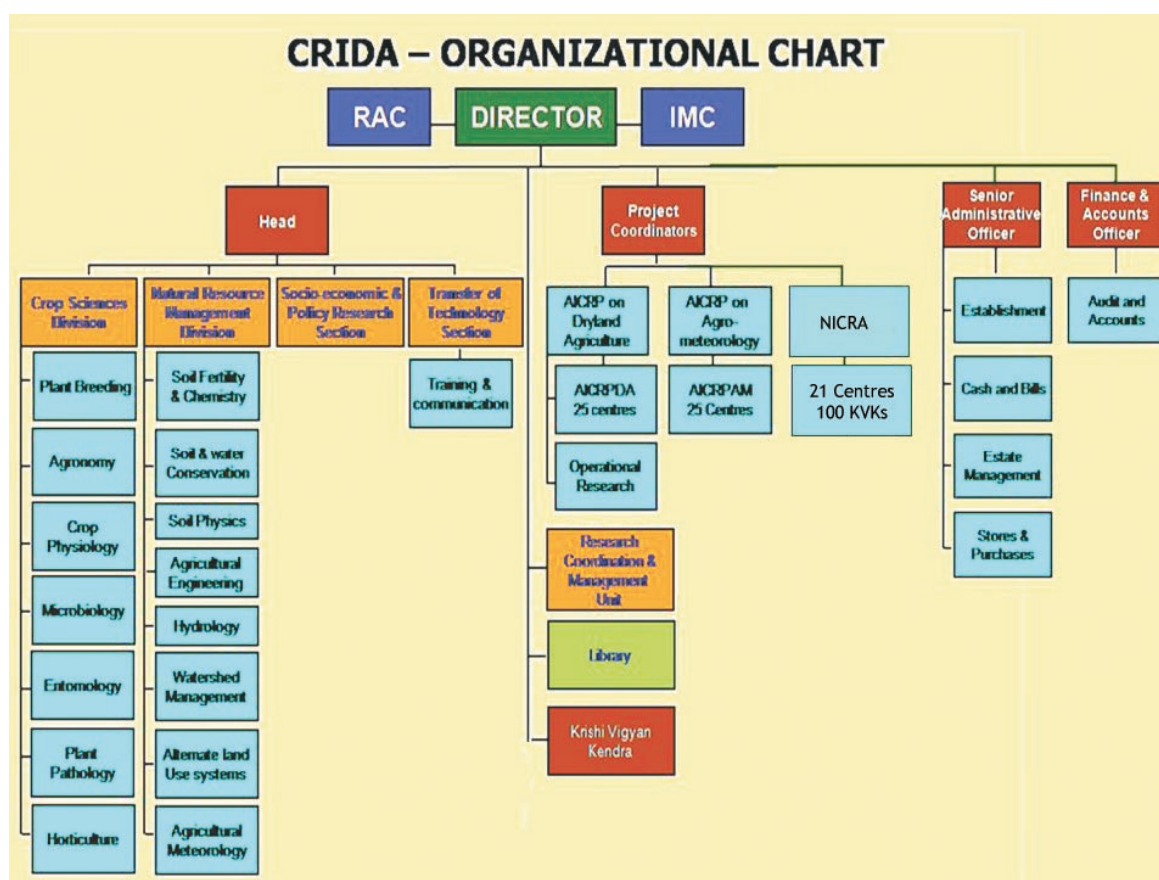 CRIDA – ORGANIZATIONAL CHART
RAC
DIRECTOR
IMC
Head
Project
Coordinators
Senior
Administrative
Officer
Finance &
Accounts
Officer
Crop Sciences
Division
Natural Resource
Management
Division
Socio-economic &
Policy Research
Section
Transfer of
Technology
Section
AICRP on
Dryland
Agriculture
AICRP on
Agro-
meteorology
NICRA
Establishment
Audit and
Accounts
Plant Breeding
Soil Fertility
& Chemistry
Training &
communication
AICRPDA
25 centres
AICRPAM
25 Centres
21 Centres
100 KVKs
Cash and Bills
Agronomy
Soil & water
Conservation
Operational
Research
Estate
Management
Crop
Physiology
Soil Physics
Research
Coordination &
Management
Unit
Stores &
Purchases
Agricultural
Engineering
Microbiology
Hydrology
Library
Entomology
Watershed
Management
Krishi Vigyan
Kendra
Plant
Pathology
Alternate land
Use systems
Horticulture
Agricultural
Meteorology